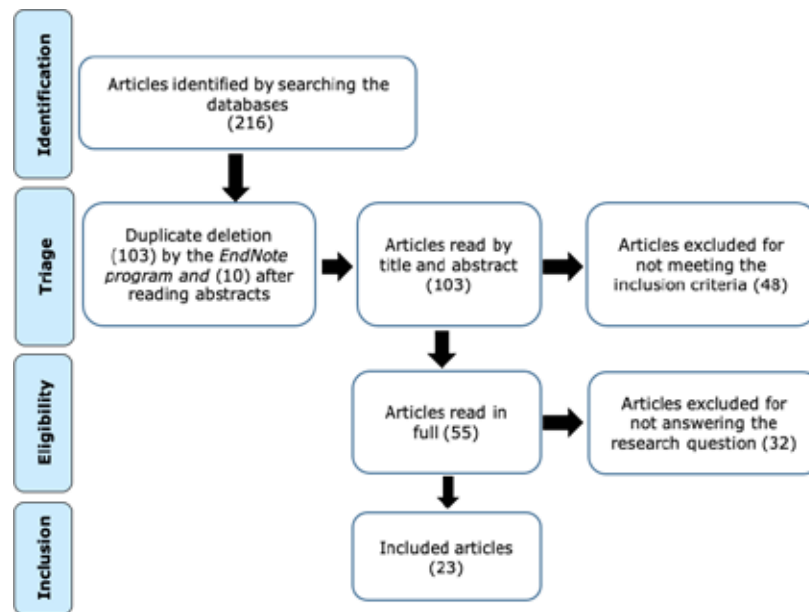 Identification
Articles identified by searching the
databases
(216)
Triage
Duplicate deletion
(103) by the EndNote
program and (10) after
reading abstracts
Articles read by
title and abstract
(103)
Articles excluded for
not meeting the
inclusion criteria (48)
Eligibility
Articles read in
full (55)
Articles excluded for
not answering the
research question (32)
Inclusion
Included articles
(23)